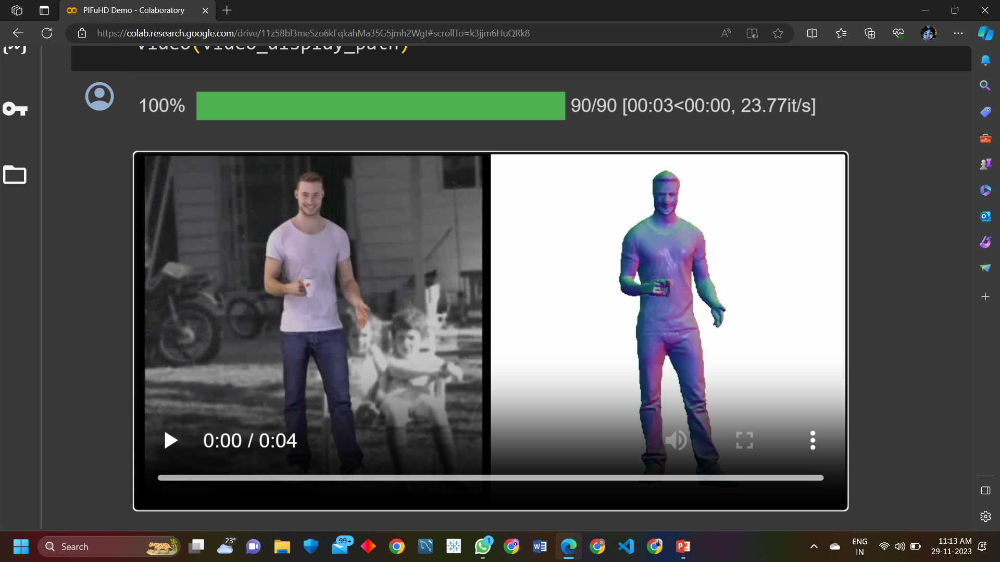 PIFuHD Demo - Colaboratory
https://colab.research.google.com/drive/11z58bl3meSzo6kFqkahMa35G5jmh2Wgt#scrollTo=k3jjm6HuQRk8
Video(video_display_path)
100% 90/90 [00:03<00:00, 23.77it/s]
0:00 / 0:04
Search
23°
99+
1
ENG
IN
11:13 AM
29-11-2023